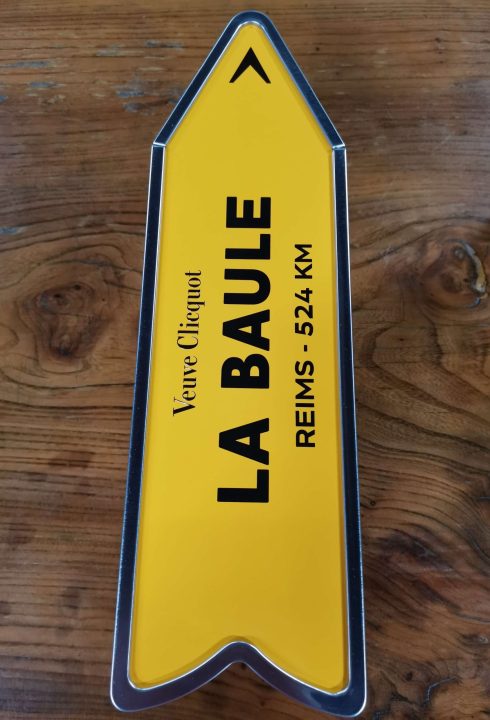 Veuve Clicquot
LA BAULE
REIMS - 524 KM